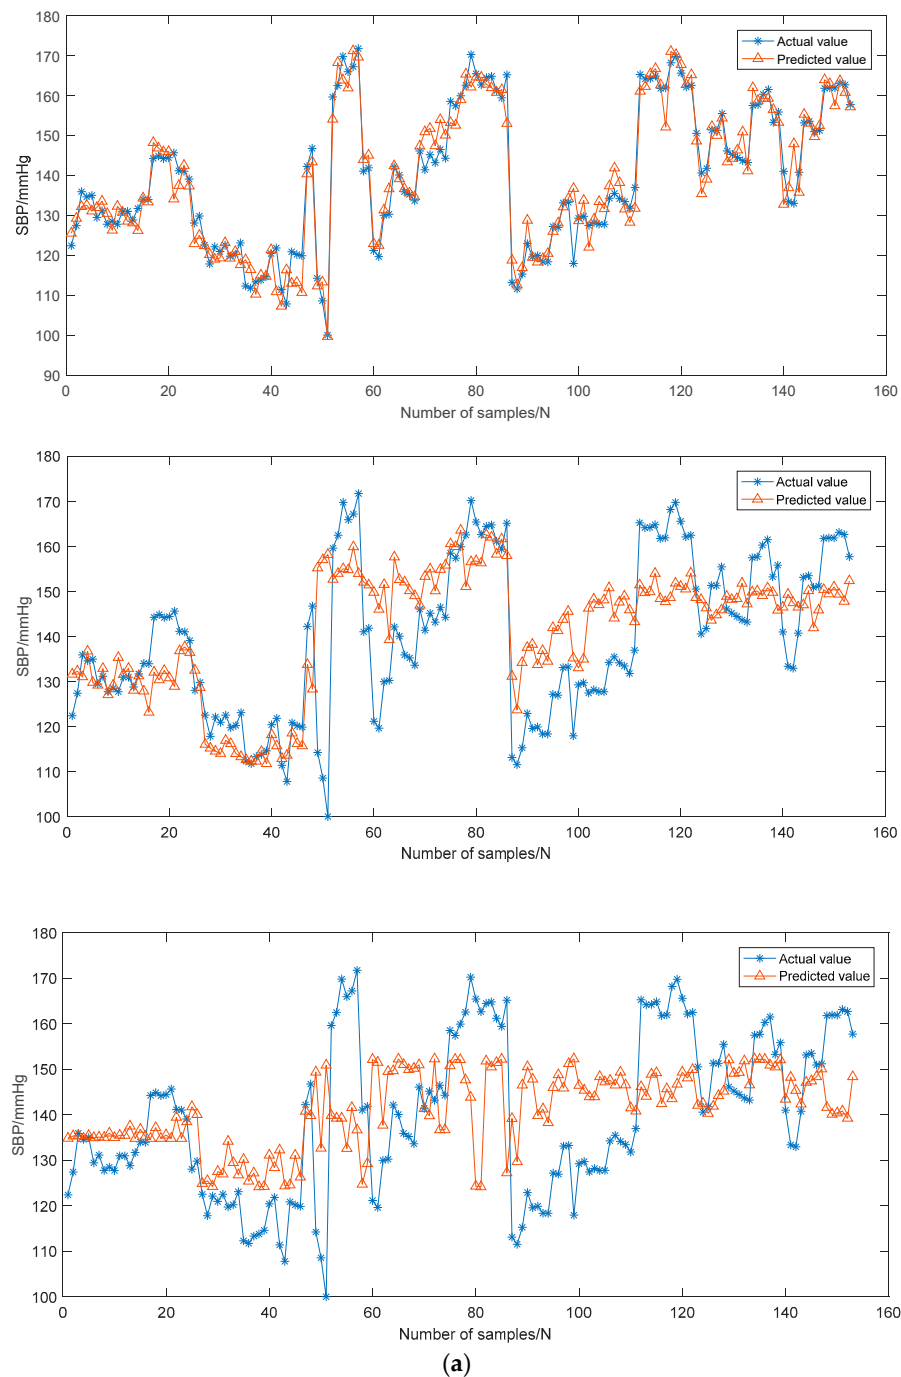 180
170
160
150
140
130
120
110
100
90
SBP/mmHg
Actual value
Predicted value
0 20 40 60 80 100 120 140 160
Number of samples/N
180
170
160
150
140
130
120
110
100
SBP/mmHg
Actual value
Predicted value
0 20 40 60 80 100 120 140 160
Number of samples/N
180
170
160
150
140
130
120
110
100
SBP/mmHg
Actual value
Predicted value
0 20 40 60 80 100 120 140 160
Number of samples/N
(a)